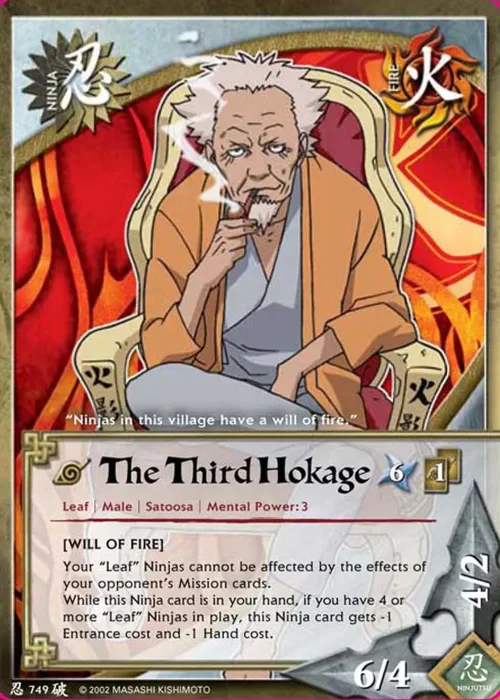 忍
NINJA
火
FIRE
火
火
"Ninjas in this village have a will of fire."
The Third Hokage 6 1
Leaf | Male | Satoosa | Mental Power:3
[WILL OF FIRE]
Your "Leaf" Ninjas cannot be affected by the effects of
your opponent's Mission cards.
While this Ninja card is in your hand, if you have 4 or
more "Leaf" Ninjas in play, this Ninja card gets -1
Entrance cost and -1 Hand cost.
4/2
6/4
忍
NINJUTSU
忍 749 破 © 2002 MASASHI KISHIMOTO